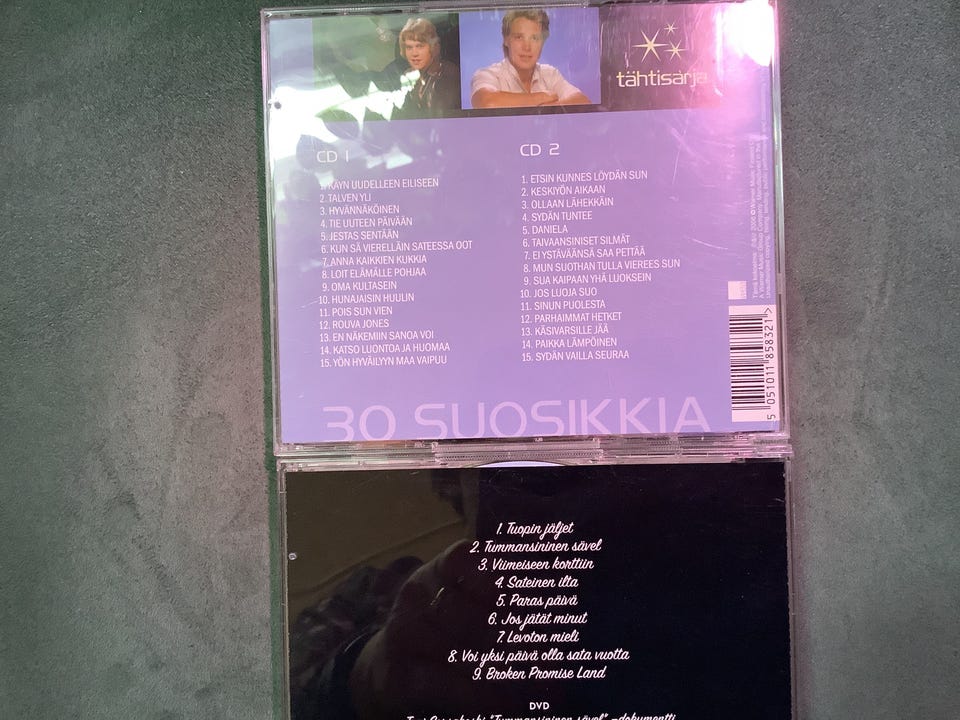 tähtisarja
CD 1
1. KÄYN UUDELLEEN EILISEEN
2. TALVEN YLI
3. HYVÄNNÄKÖINEN
4. TIE UUTEEN PÄIVÄÄN
5. JESTAS SENTÄÄN
6. KUN SÄ VIERELLÄIN SATEESSA OOT
7. ANNA KAIKKIEN KUKKIA
8. LOIT ELÄMÄLLE POHJAA
9. OMA KULTASEIN
10. HUNAJAISIN HUULIN
11. POIS SUN VIEN
12. ROUVA JONES
13. EN NÄKEMIIN SANOA VOI
14. KATSO LUONTOA JA HUOMAA
15. YÖN HYVÄILYYN MAA VAIPUU
CD 2
1. ETSIN KUNNES LÖYDÄN SUN
2. KESKIYÖN AIKAAN
3. OLLAAN LÄHEKKÄIN
4. SYDÄN TUNTEE
5. DANIELA
6. TAIVAANSINISET SILMÄT
7. EI YSTÄVÄÄNSÄ SAA PETTÄÄ
8. MUN SUOTHAN TULLA VIEREES SUN
9. SUA KAIPAAN YHÄ LUOKSEIN
10. JOS LUOJA SUO
11. SINUN PUOLESTA
12. PARHAIMMAT HETKET
13. KÄSIVARSILLE JÄÄ
14. PAIKKA LÄMPÖINEN
15. SYDÄN VAILLA SEURAA
30 SUOSIKKIA
5 051011 858321 >
1. Tuopin jäljet
2. Tummansininen sävel
3. Viimeiseen korttiin
4. Sateinen ilta
5. Paras päivä
6. Jos jätät minut
7. Levoton mieli
8. Voi yksi päivä olla sata vuotta
9. Broken Promise Land
DVD
"Tummansininen sävel" -dokumentti